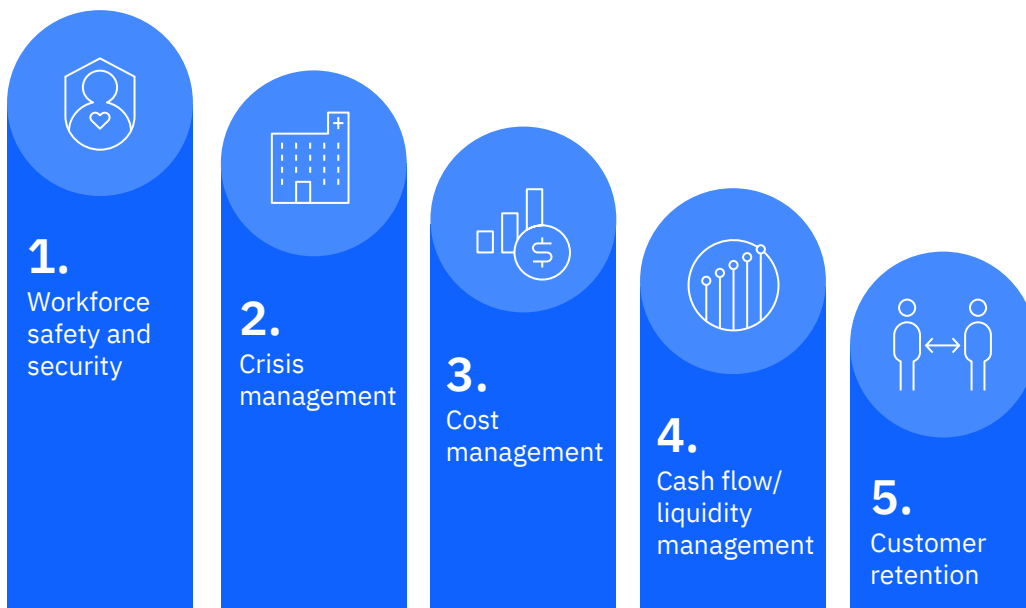 1.
Workforce
safety and
security
2.
Crisis
management
3.
Cost
management
4.
Cash flow/
liquidity
management
5.
Customer
retention
$